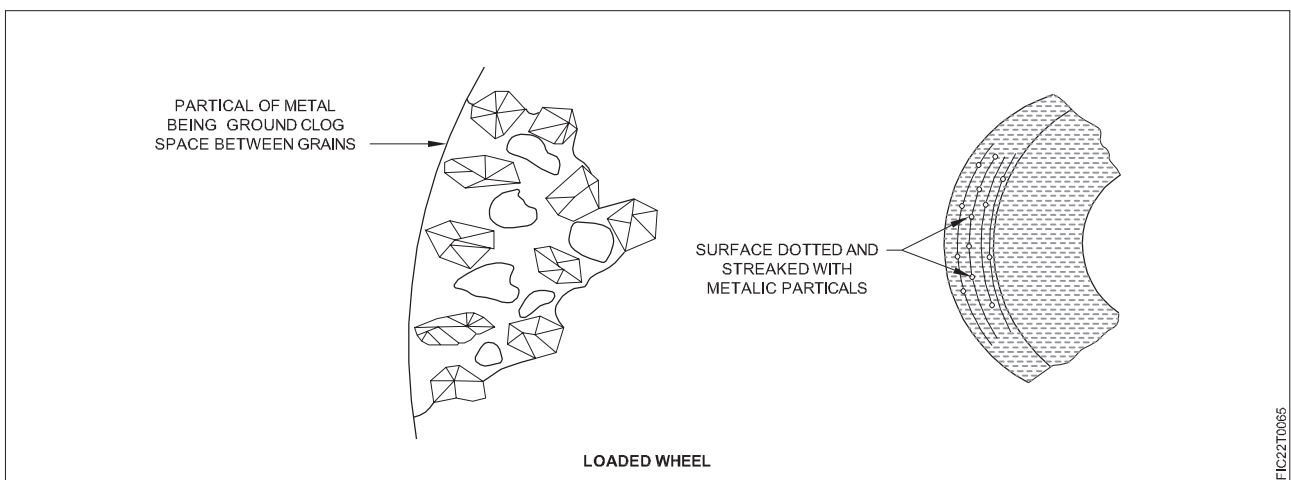 PARTICAL OF METAL
BEING GROUND CLOG
SPACE BETWEEN GRAINS
SURFACE DOTTED AND
STREAKED WITH
METALIC PARTICALS
LOADED WHEEL
FIC22T0065